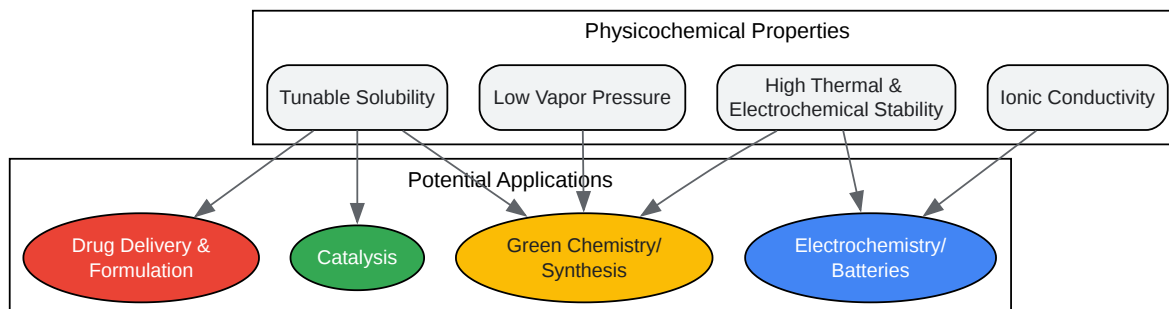 Physicochemical Properties
Tunable Solubility
Low Vapor Pressure
High Thermal &
Electrochemical Stability
Ionic Conductivity
Potential Applications
Drug Delivery &
Formulation
Catalysis
Green Chemistry/
Synthesis
Electrochemistry/
Batteries